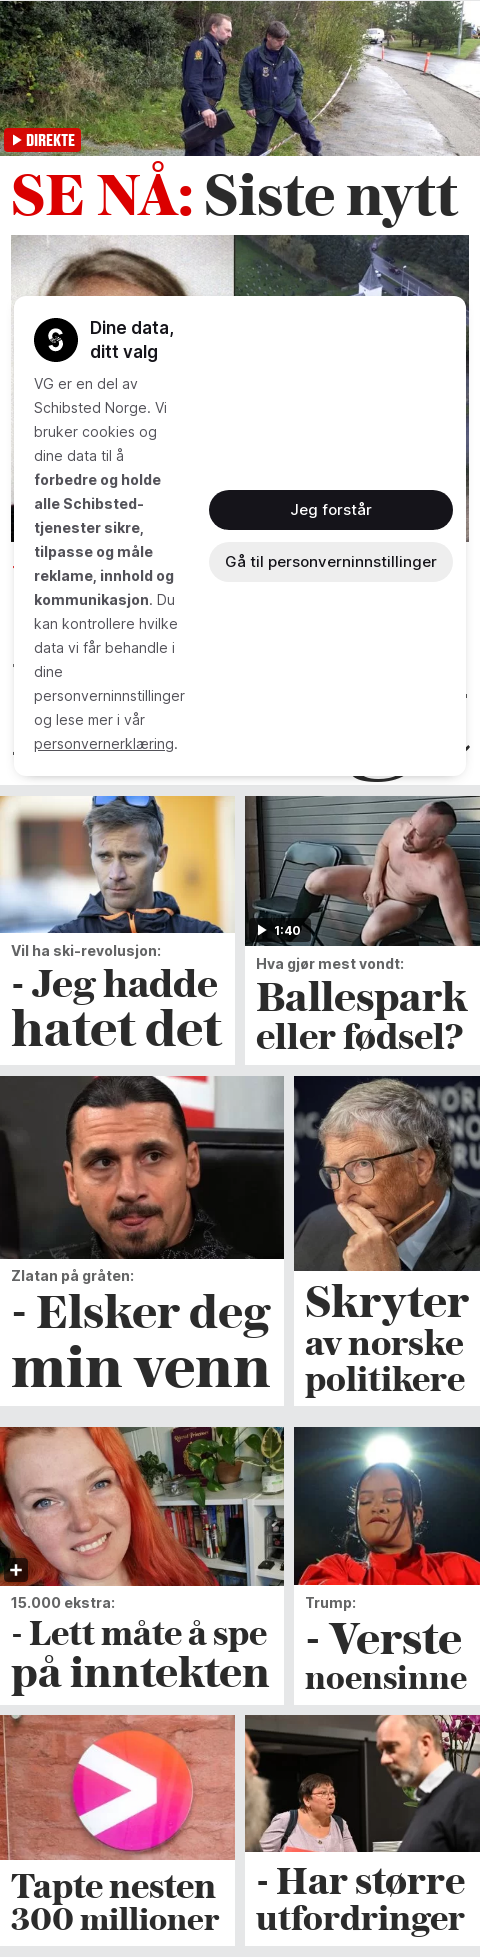 DIREKTE
SE NÅ: Siste nytt
Dine data,
ditt valg
VG er en del av
Schibsted Norge. Vi
bruker cookies og
dine data til å
forbedre og holde
alle Schibsted-
tjenester sikre,
tilpasse og måle
reklame, innhold og
kommunikasjon. Du
kan kontrollere hvilke
data vi får behandle i
dine
personverninnstillinger
og lese mer i vår
personvernerklæring.
Jeg forstår
Gå til personverninnstillinger
1:40
Vil ha ski-revolusjon:
- Jeg hadde
hatet det
Hva gjør mest vondt:
Ballespark
eller fødsel?
Zlatan på gråten:
- Elsker deg
min venn
Skryter
av norske
politikere
15.000 ekstra:
- Lett måte å spe
på inntekten
Trump:
- Verste
noensinne
Tapte nesten
300 millioner
- Har større
utfordringer